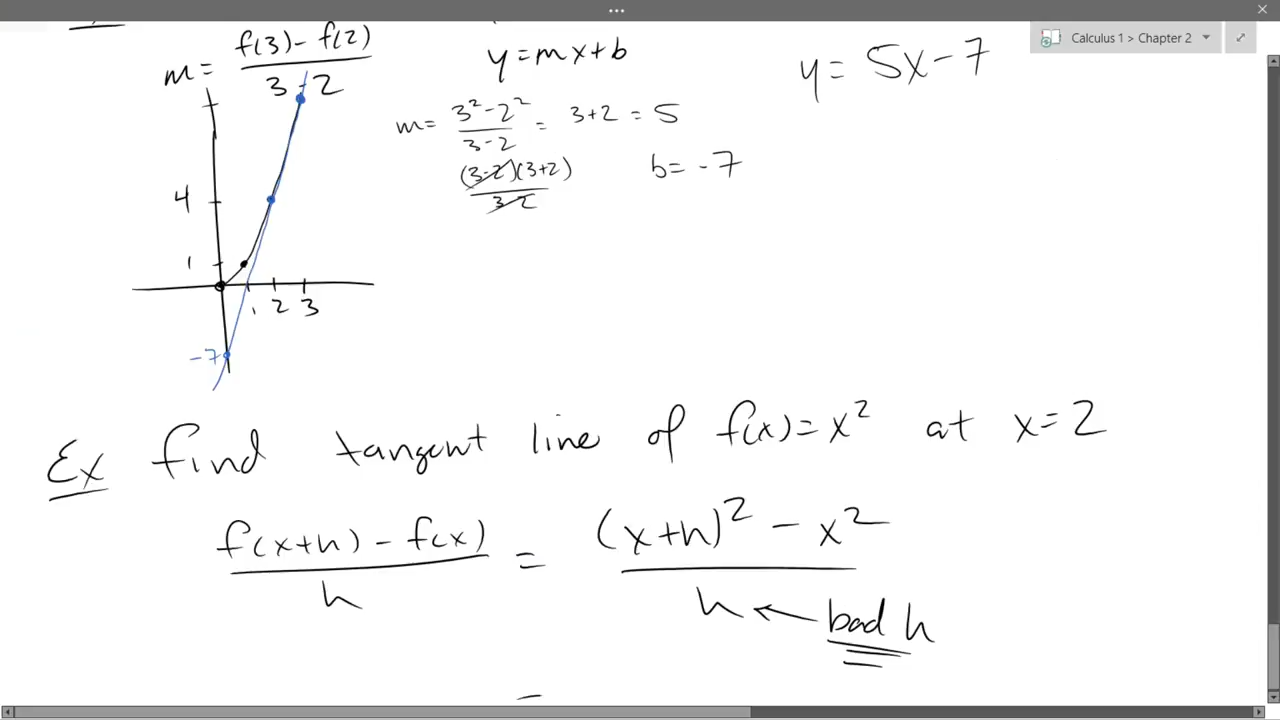 Calculus 1 > Chapter 2
m = f(3) - f(2) / 3 - 2
y = mx + b
y = 5x - 7
m = 3² - 2² / 3 - 2 = 3 + 2 = 5
(3-2)(3+2) / 3-2
b = -7
4
1
1 2 3
-7
Ex find tangent line of f(x) = x² at x = 2
f(x+h) - f(x) / h = (x+h)² - x² / h ← bad h
=